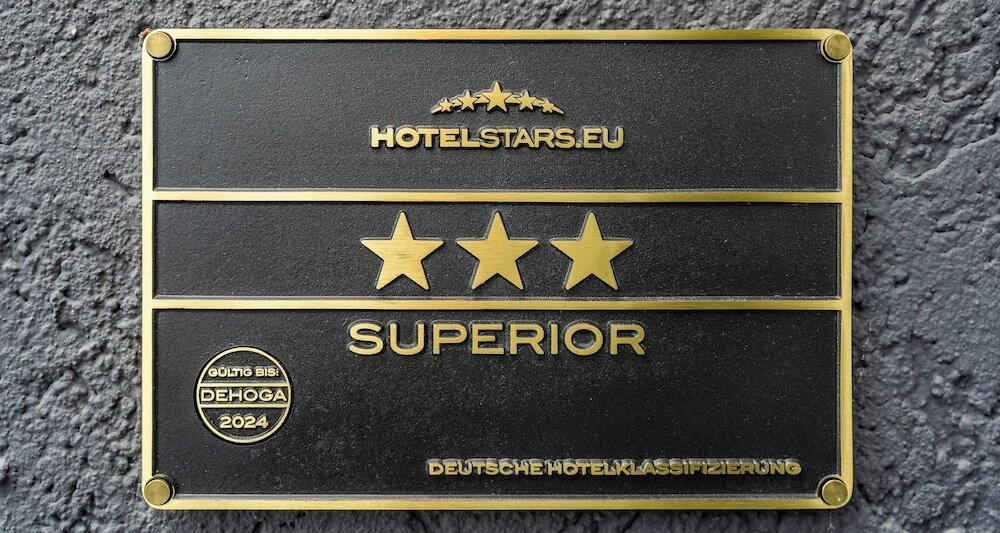 HOTELSTARS.EU
SUPERIOR
GÜLTIG BIS:
DEHOGA
2024
DEUTSCHE HOTELKLASSIFIZIERUNG